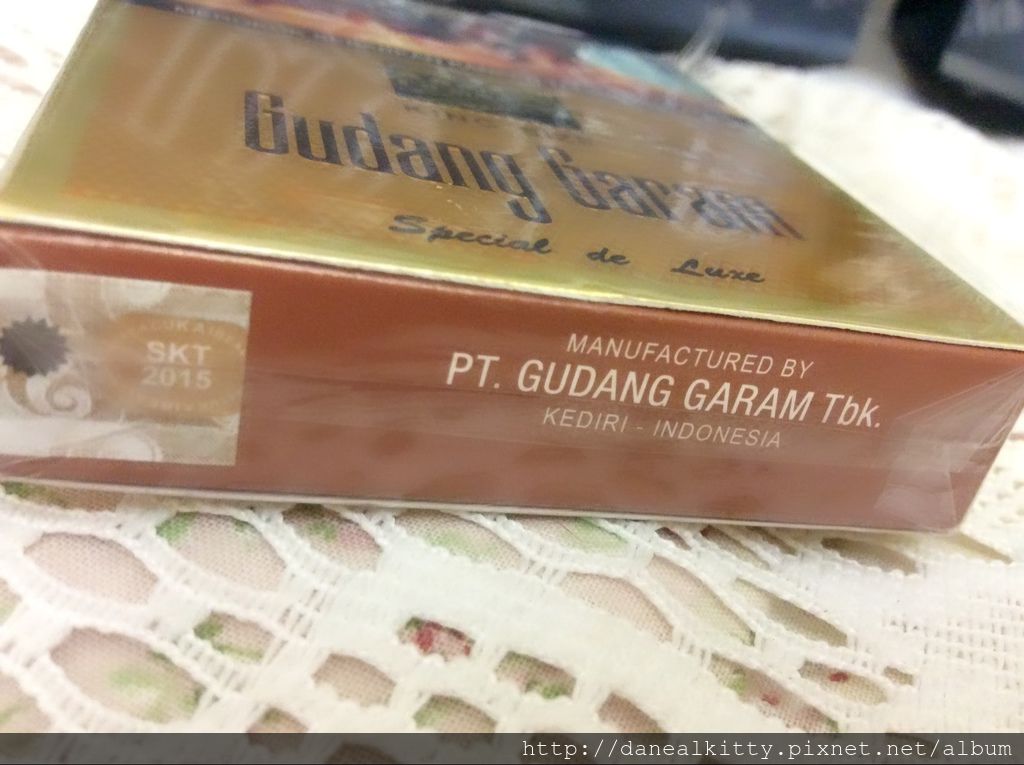 Gudang Garam
Special de Luxe
SKT
2015
MANUFACTURED BY
PT. GUDANG GARAM Tbk.
KEDIRI - INDONESIA
http://danealkitty.pixnet.net/album